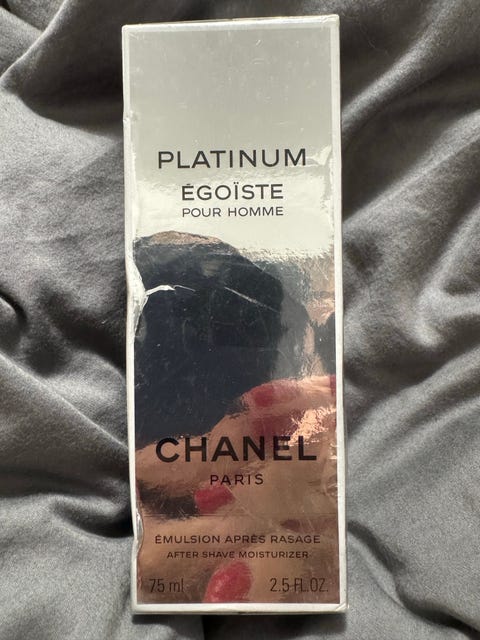 PLATINUM
ÉGOÏSTE
POUR HOMME
CHANEL
PARIS
ÉMULSION APRÈS RASAGE
AFTER SHAVE MOISTURIZER
75 ml 2.5 FL.OZ.